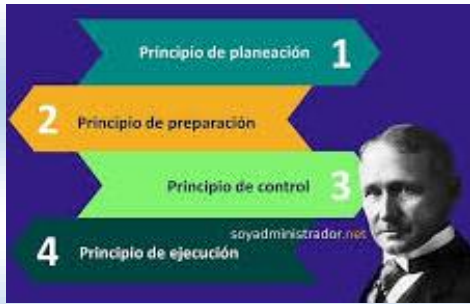 Principio de planeación 1
2 Principio de preparación
Principio de control 3
soyadministrador.net
4 Principio de ejecución